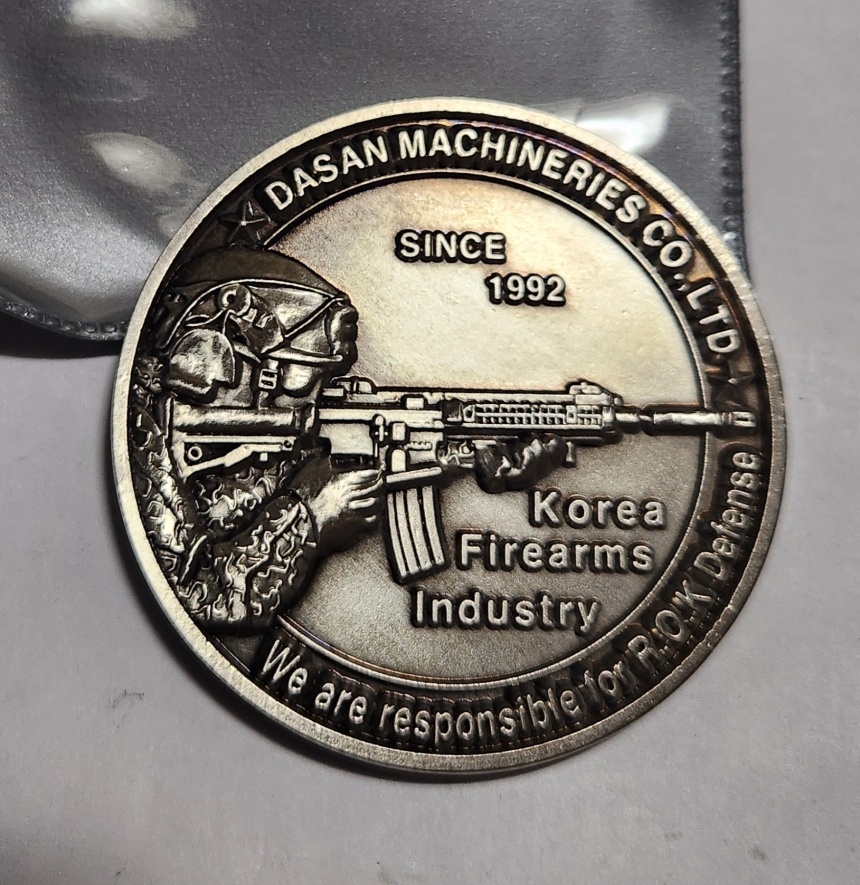 DASAN MACHINERIES CO., LTD
SINCE
1992
Korea
Firearms
Industry
We are responsible for R.O.K Defense